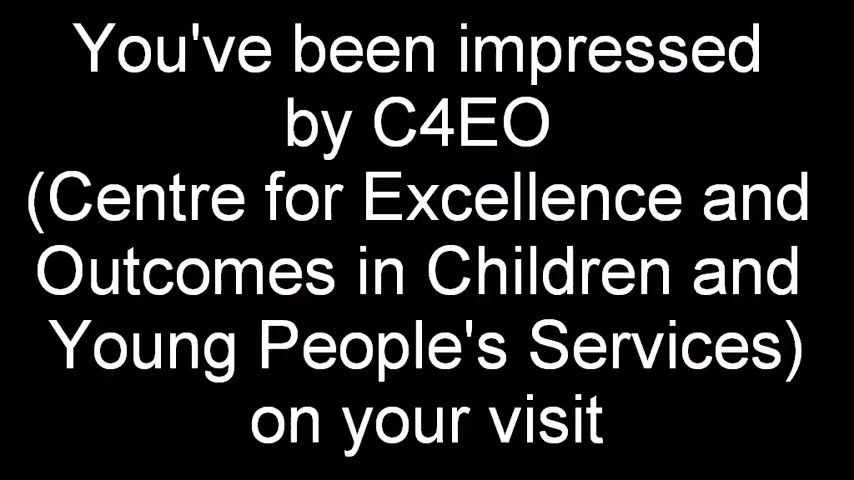 You've been impressed
by C4EO
(Centre for Excellence and
Outcomes in Children and
Young People's Services)
on your visit